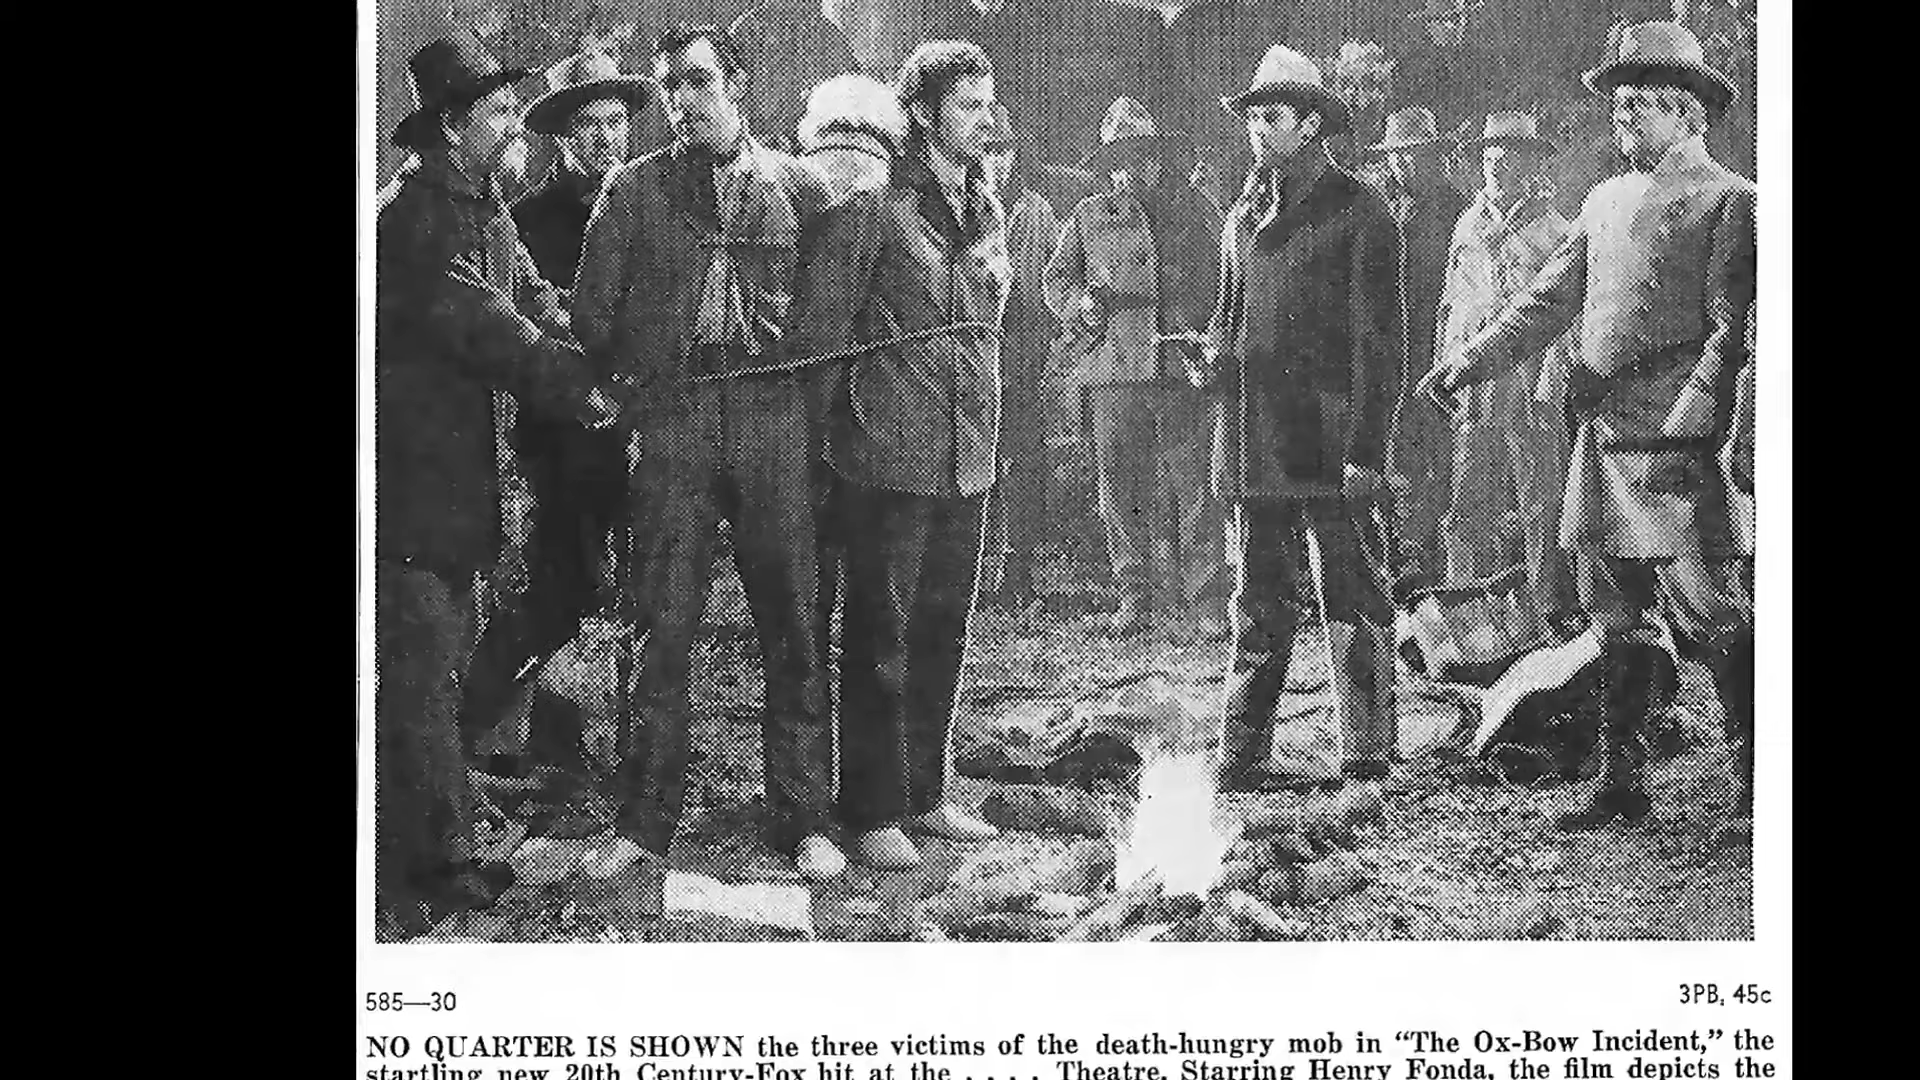 585—30
3PB, 45c
NO QUARTER IS SHOWN the three victims of the death-hungry mob in “The Ox-Bow Incident,” the
startling new 20th Century-Fox hit at the . . . . Theatre. Starring Henry Fonda, the film depicts the